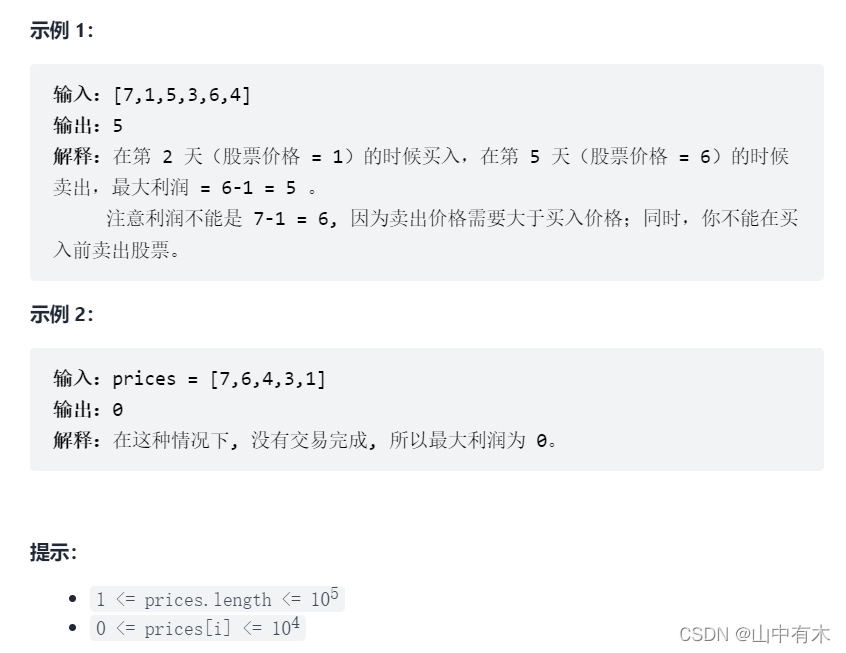 示例 1：
输入：[7,1,5,3,6,4]
输出：5
解释：在第 2 天（股票价格 = 1）的时候买入，在第 5 天（股票价格 = 6）的时候
卖出，最大利润 = 6-1 = 5 。
注意利润不能是 7-1 = 6, 因为卖出价格需要大于买入价格；同时，你不能在买
入前卖出股票。
示例 2：
输入：prices = [7,6,4,3,1]
输出：0
解释：在这种情况下, 没有交易完成, 所以最大利润为 0。
提示：
1 <= prices.length <= 10⁵
0 <= prices[i] <= 10⁴
CSDN @山中有木